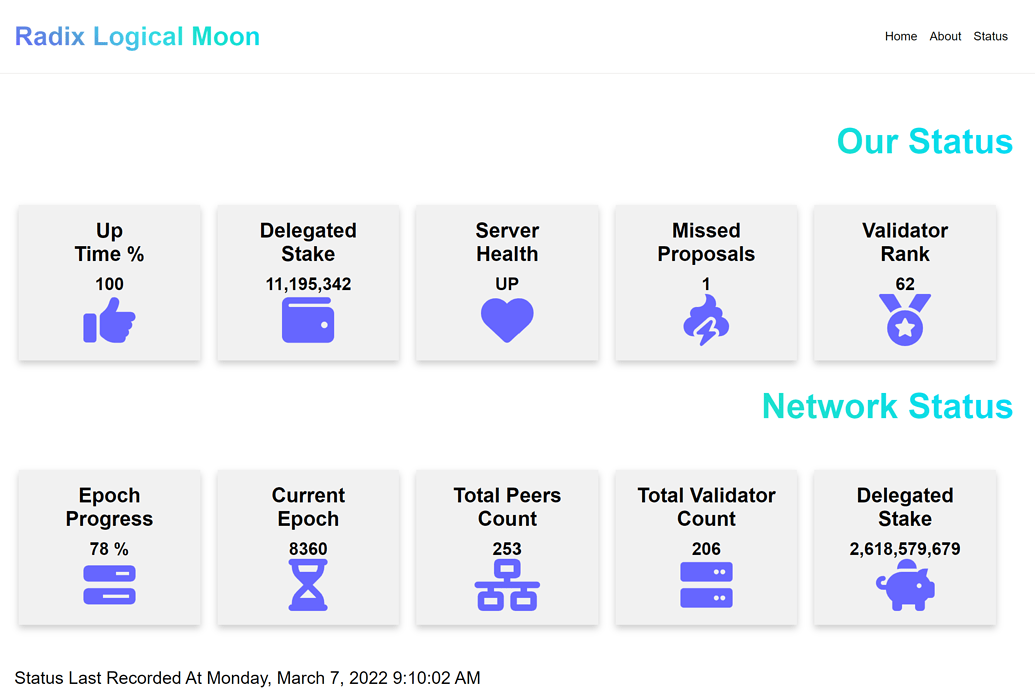 Radix Logical Moon
Home About Status
Our Status
Up
Time %
100
Delegated
Stake
11,195,342
Server
Health
UP
Missed
Proposals
1
Validator
Rank
62
Network Status
Epoch
Progress
78 %
Current
Epoch
8360
Total Peers
Count
253
Total Validator
Count
206
Delegated
Stake
2,618,579,679
Status Last Recorded At Monday, March 7, 2022 9:10:02 AM